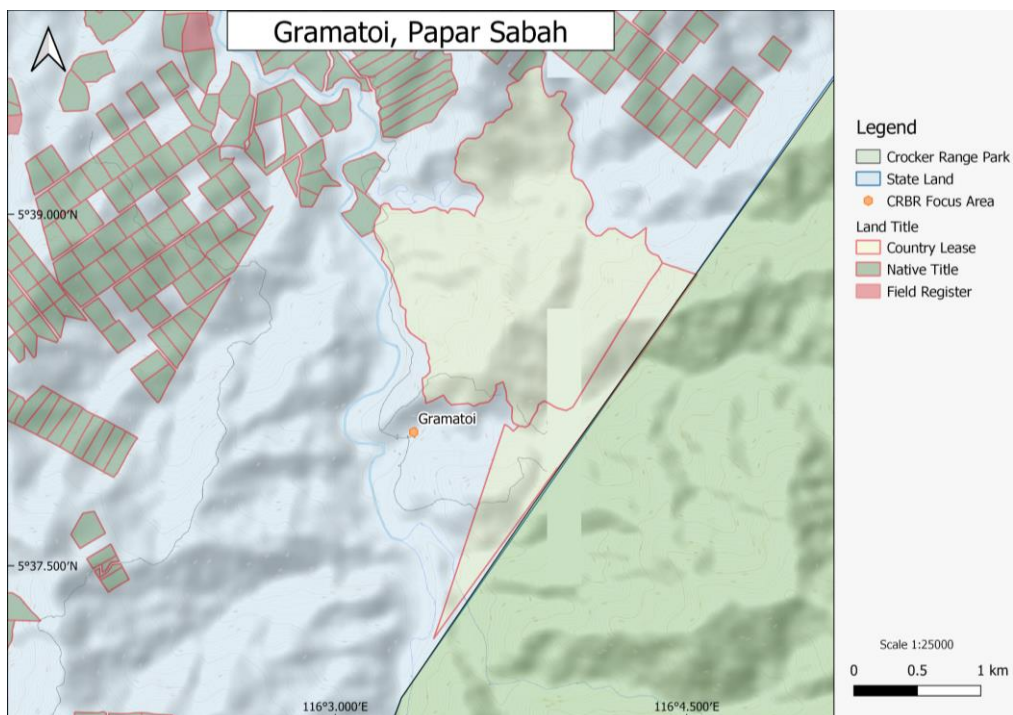 Gramatoi, Papar Sabah
5°39.000'N
Gramatoi
5°37.500'N
116°3.000'E
116°4.500'E
Legend
Crocker Range Park
State Land
CRBR Focus Area
Land Title
Country Lease
Native Title
Field Register
Scale 1:25000
0 0.5 1 km